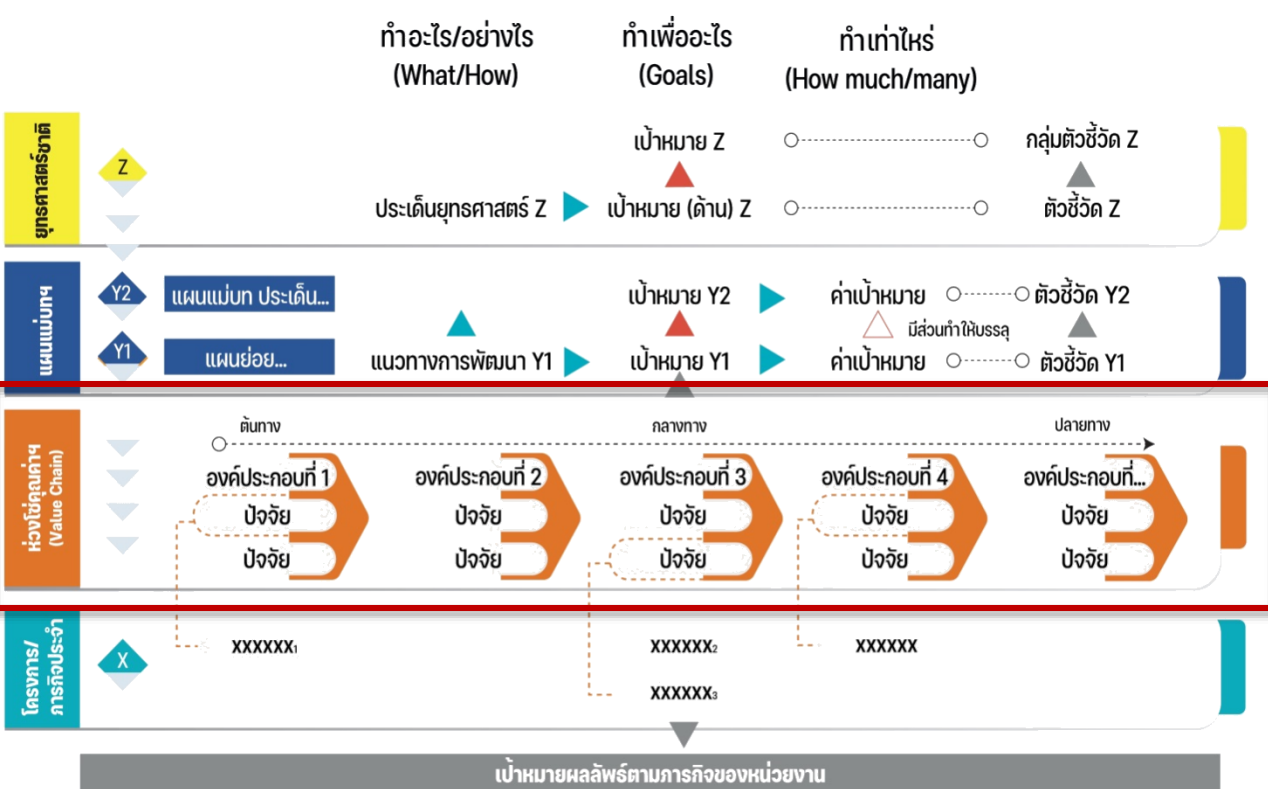 ทำอะไร/อย่างไร
(What/How)
ทำเพื่ออะไร
(Goals)
ทำเท่าไหร่
(How much/many)
ยุทธศาสตร์ชาติ
Z
เป้าหมาย Z
กลุ่มตัวชี้วัด Z
ประเด็นยุทธศาสตร์ Z
เป้าหมาย (ด้าน) Z
ตัวชี้วัด Z
แผนแม่บทฯ
Y2
แผนแม่บท ประเด็น...
เป้าหมาย Y2
ค่าเป้าหมาย
ตัวชี้วัด Y2
มีส่วนทำให้บรรลุ
Y1
แผนย่อย...
แนวทางการพัฒนา Y1
เป้าหมาย Y1
ค่าเป้าหมาย
ตัวชี้วัด Y1
ห่วงโซ่คุณค่าฯ
(Value Chain)
ต้นทาง
กลางทาง
ปลายทาง
องค์ประกอบที่ 1
องค์ประกอบที่ 2
องค์ประกอบที่ 3
องค์ประกอบที่ 4
องค์ประกอบที่...
ปัจจัย
ปัจจัย
ปัจจัย
ปัจจัย
ปัจจัย
ปัจจัย
ปัจจัย
ปัจจัย
ปัจจัย
ปัจจัย
โครงการ/
ภารกิจประจำ
X
XXXXXX1
XXXXXX2
XXXXXX
XXXXXX3
เป้าหมายผลลัพธ์ตามภารกิจของหน่วยงาน